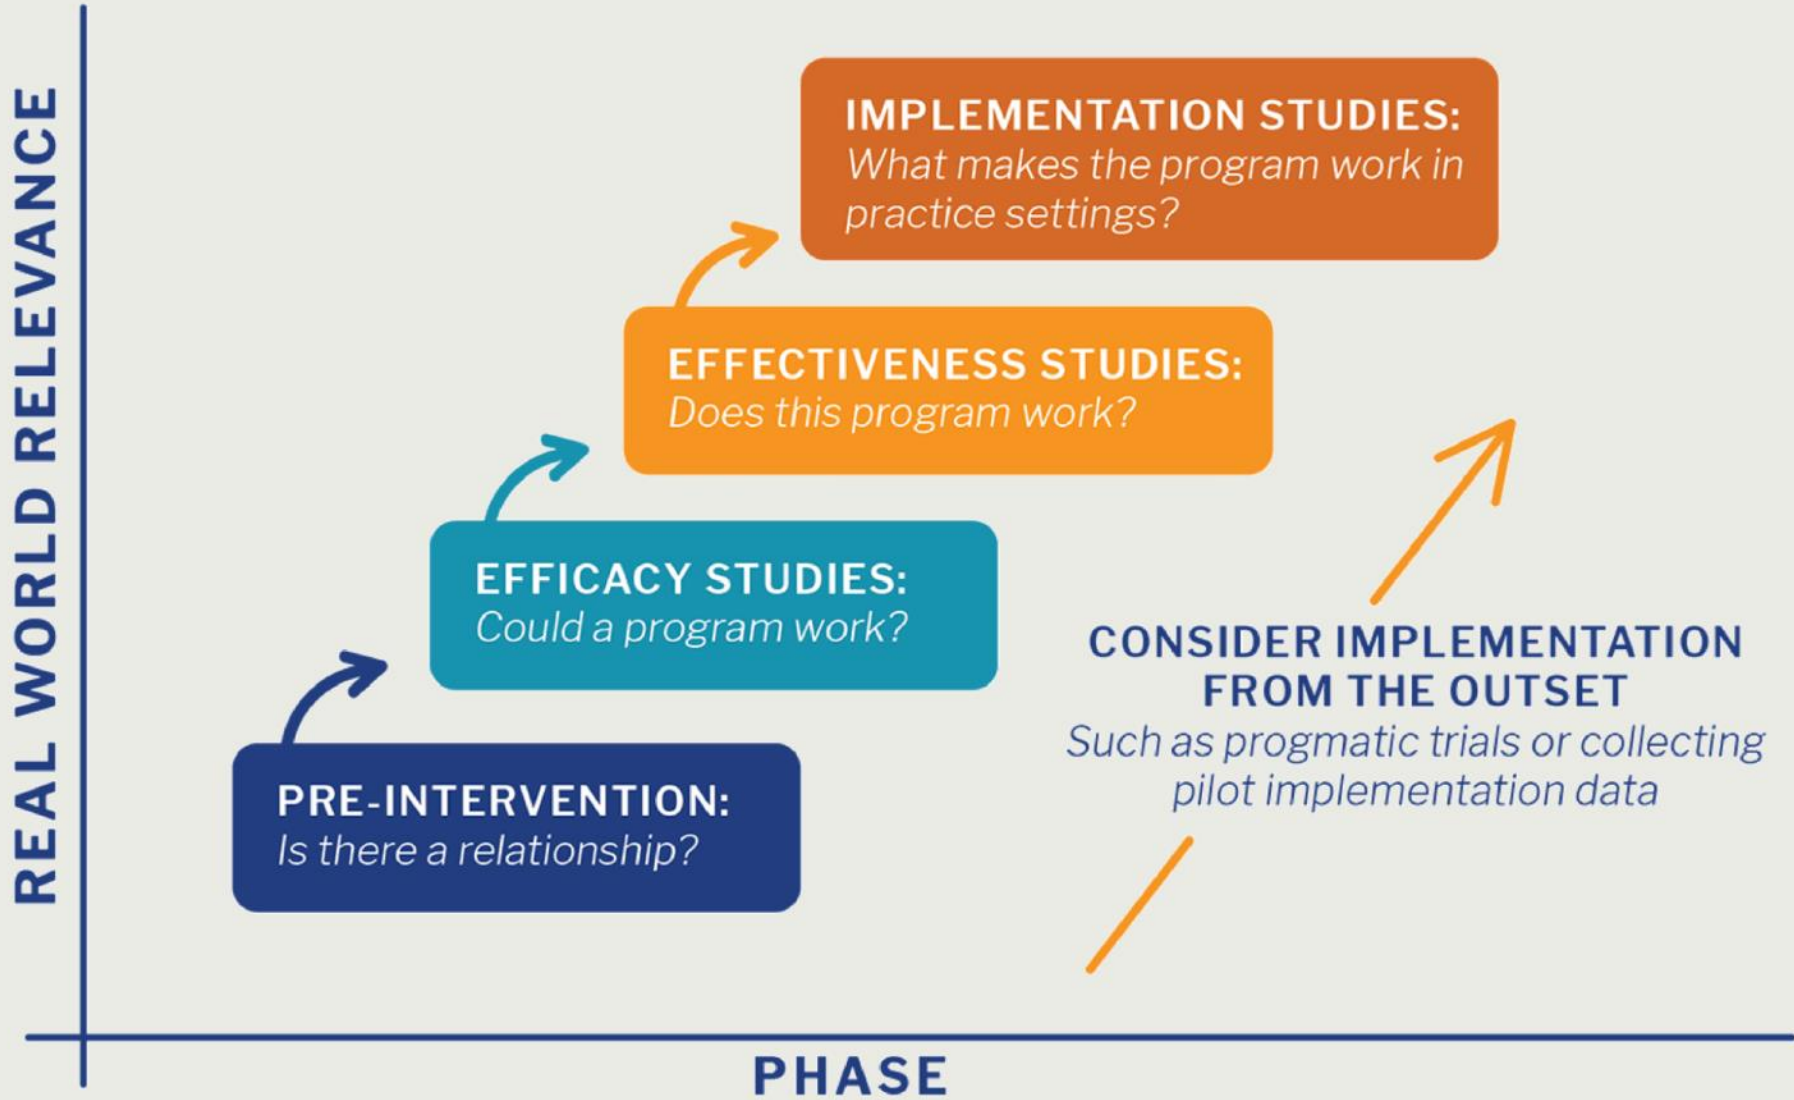 REAL WORLD RELEVANCE
IMPLEMENTATION STUDIES:
What makes the program work in
practice settings?
EFFECTIVENESS STUDIES:
Does this program work?
EFFICACY STUDIES:
Could a program work?
PRE-INTERVENTION:
Is there a relationship?
CONSIDER IMPLEMENTATION
FROM THE OUTSET
Such as progmatic trials or collecting
pilot implementation data
PHASE